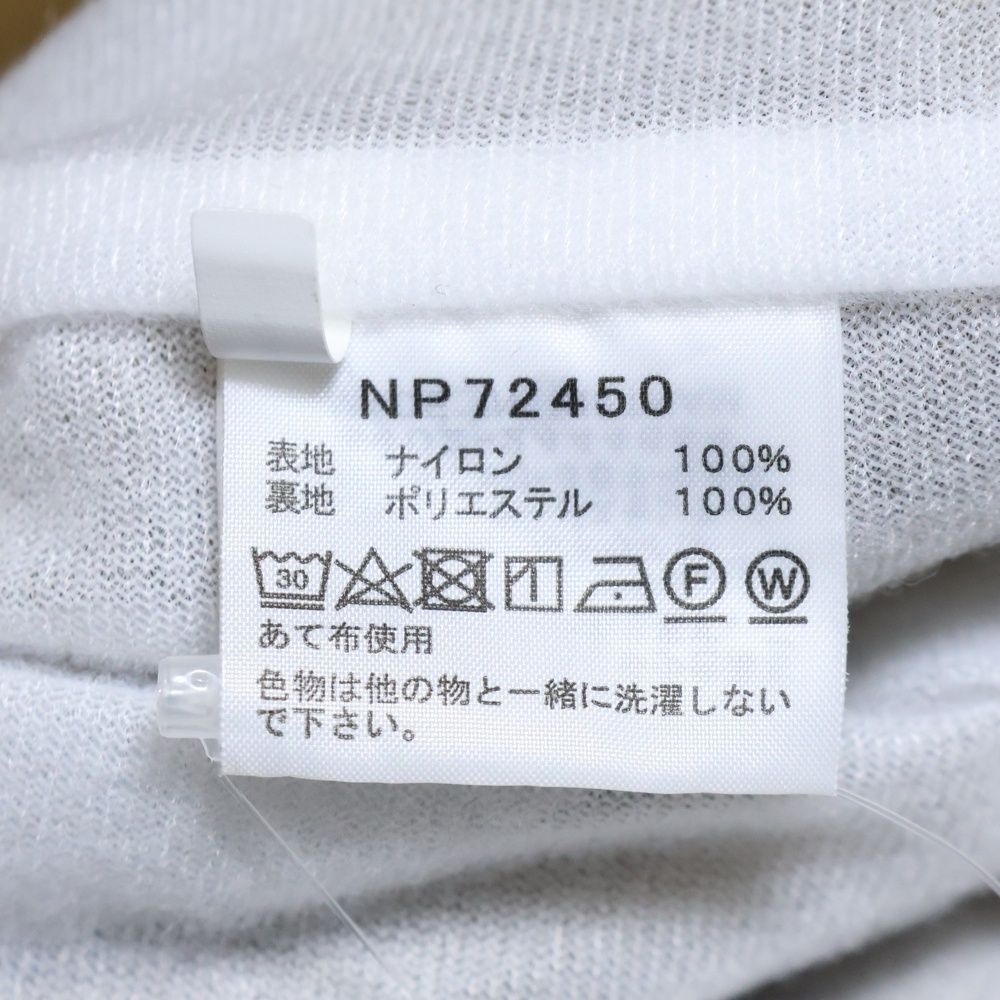 NP72450
表地 ナイロン 100%
裏地 ポリエステル 100%
30 F W
あて布使用
色物は他の物と一緒に洗濯しない
で下さい。